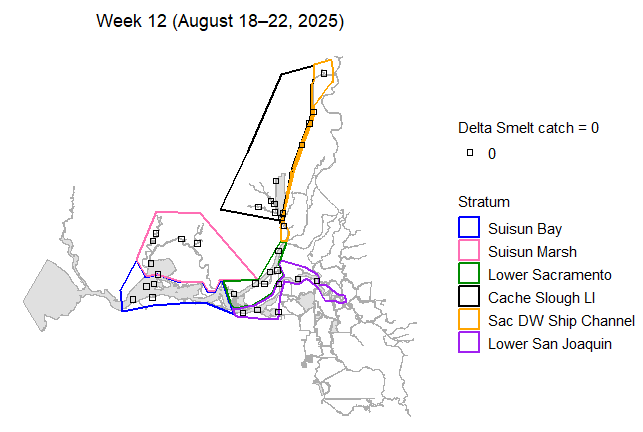 Week 12 (August 18–22, 2025)
Delta Smelt catch = 0
0
Stratum
Suisun Bay
Suisun Marsh
Lower Sacramento
Cache Slough LI
Sac DW Ship Channel
Lower San Joaquin